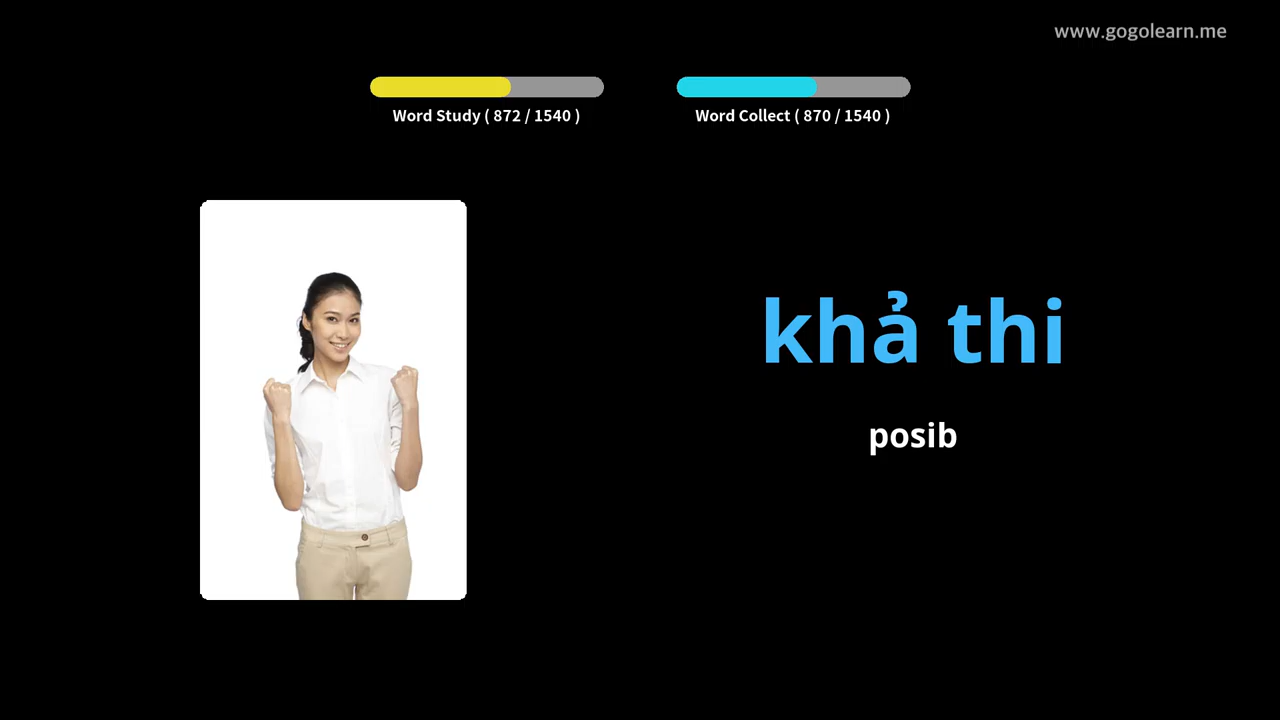 www.gogolearn.me
Word Study ( 872 / 1540 )
Word Collect ( 870 / 1540 )
khả thi
posib